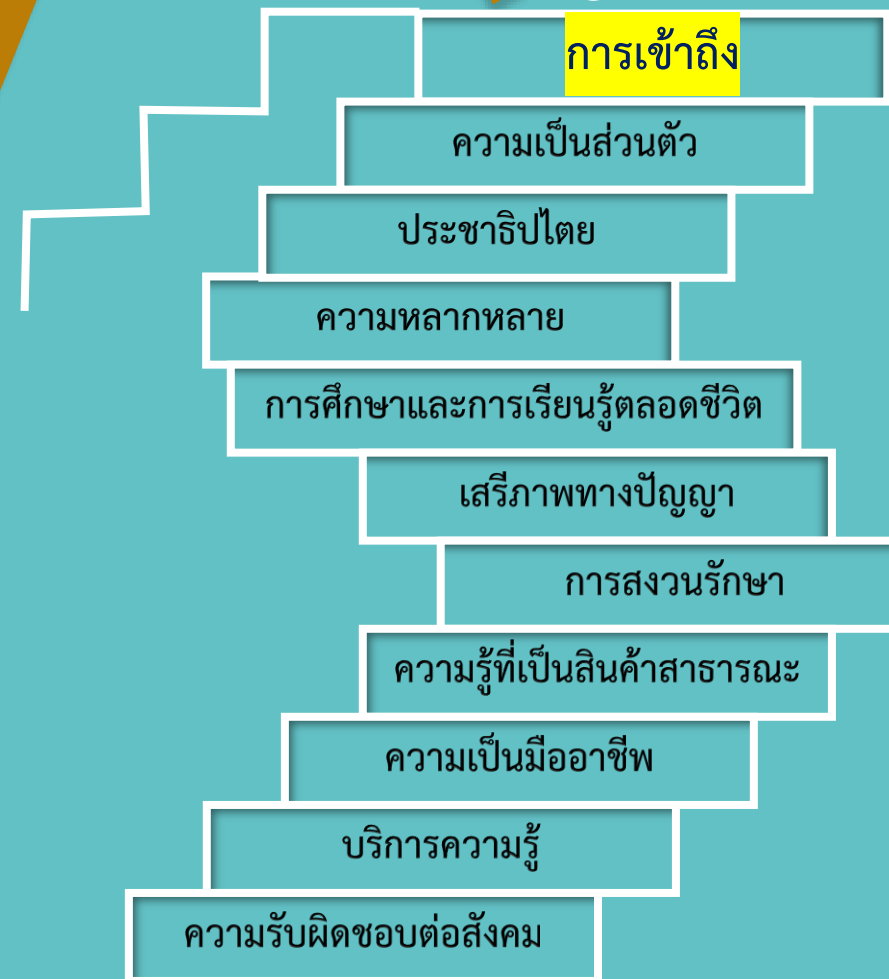 การเข้าถึง
ความเป็นส่วนตัว
ประชาธิปไตย
ความหลากหลาย
การศึกษาและการเรียนรู้ตลอดชีวิต
เสรีภาพทางปัญญา
การสงวนรักษา
ความรู้ที่เป็นสินค้าสาธารณะ
ความเป็นมืออาชีพ
บริการความรู้
ความรับผิดชอบต่อสังคม